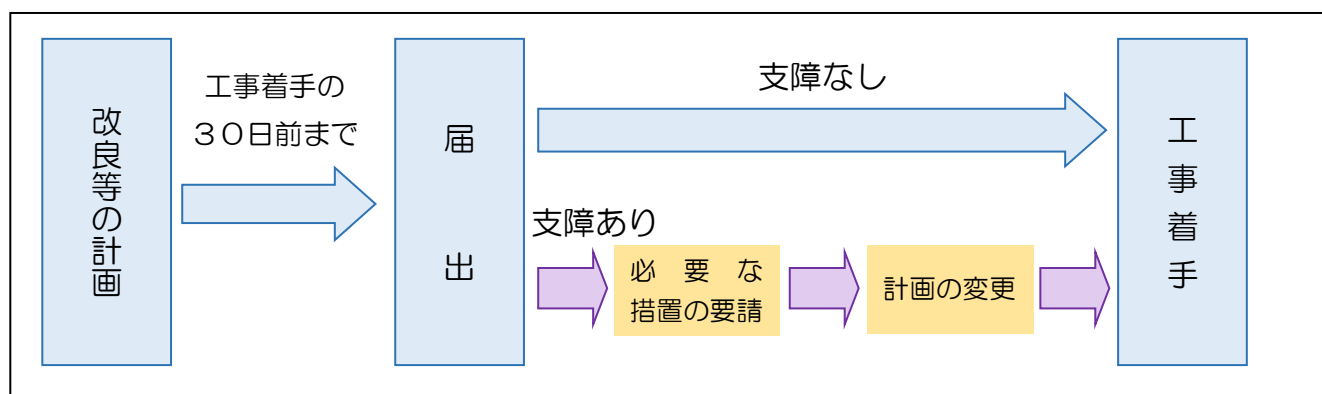 改良等の計画
工事着手の
３０日前まで
届出
支障なし
支障あり
必要な
措置の要請
計画の変更
工事着手